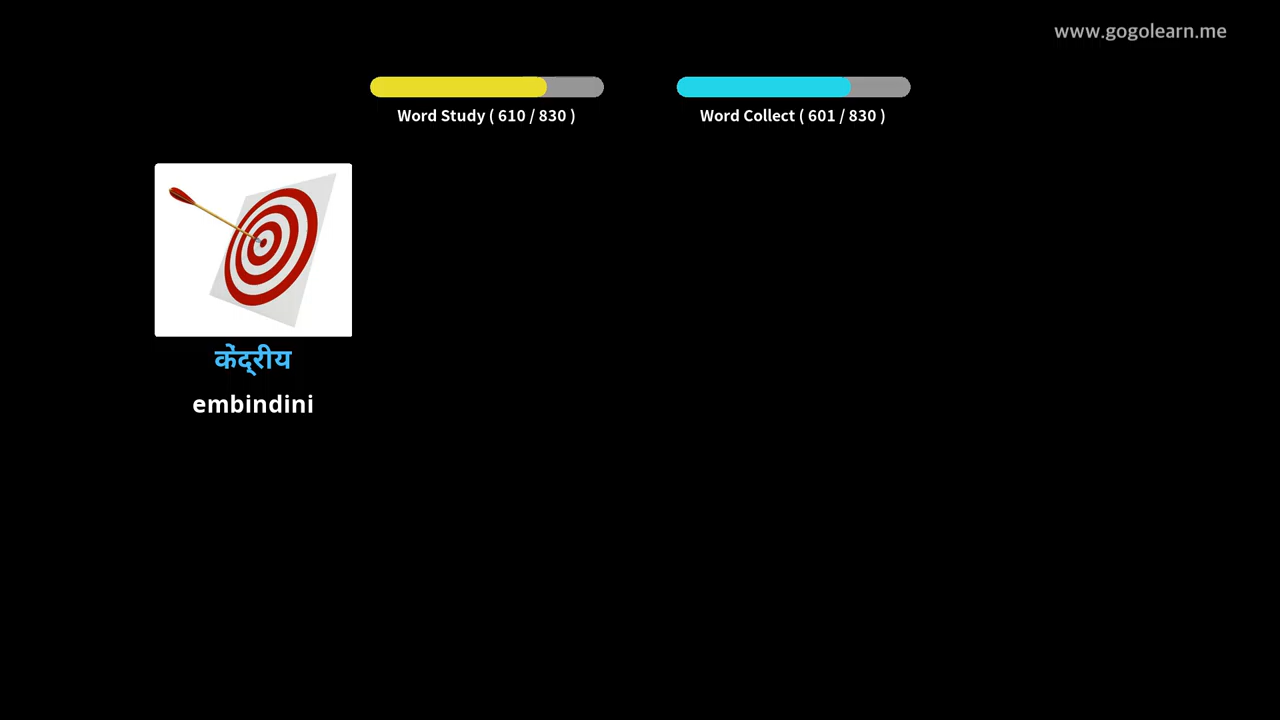 www.gogolearn.me
Word Study ( 610 / 830 )
Word Collect ( 601 / 830 )
केंद्रीय
embindini